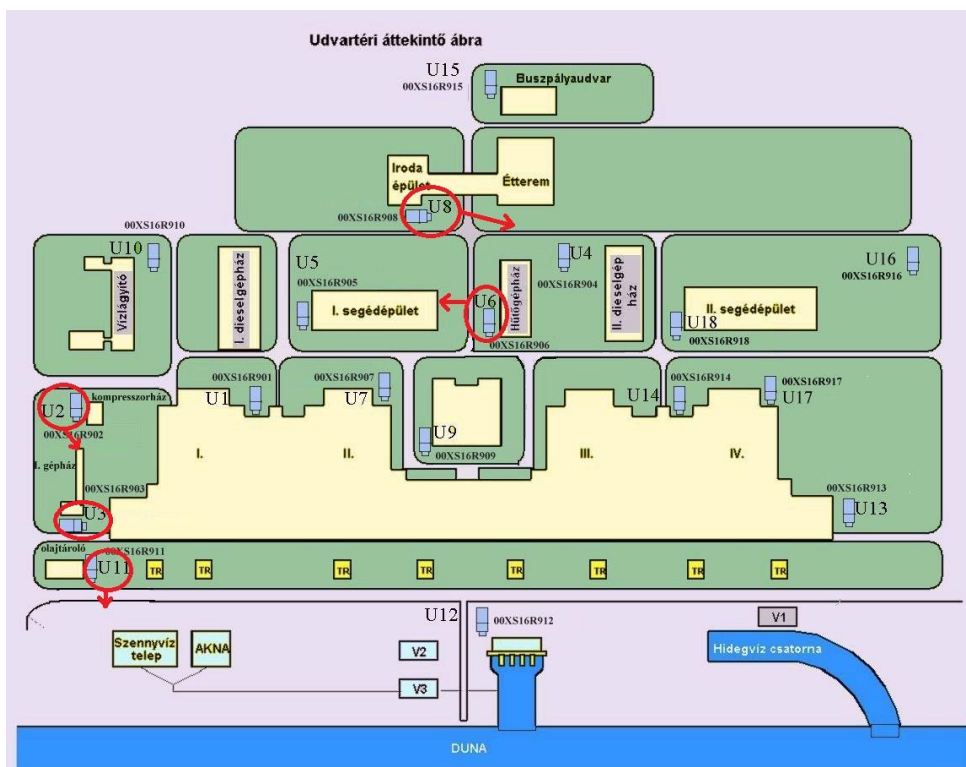 Udvartéri áttekintő ábra
U15
00XS16R915
Buszpályaudvar
Iroda
épület
Étterem
00XS16R908
U8
00XS16R910
U10
Vízlágyító
I. dieselgépház
U5
00XS16R905
I. segédépület
U6
00XS16R906
Hűtőgépház
U4
00XS16R904
II. dieselgép
ház
U16
00XS16R916
II. segédépület
U18
00XS16R918
kompresszorház
U2
00XS16R902
I. gépház
00XS16R903
U3
00XS16R901
U1
I.
00XS16R907
U7
II.
U9
00XS16R909
III.
U14
00XS16R914
IV.
00XS16R917
U17
00XS16R913
U13
olajtároló
00XS16R911
U11
TR
TR
TR
TR
TR
TR
TR
TR
U12
00XS16R912
V1
Szennyvíz
telep
AKNA
V2
V3
Hidegvíz csatorna
DUNA